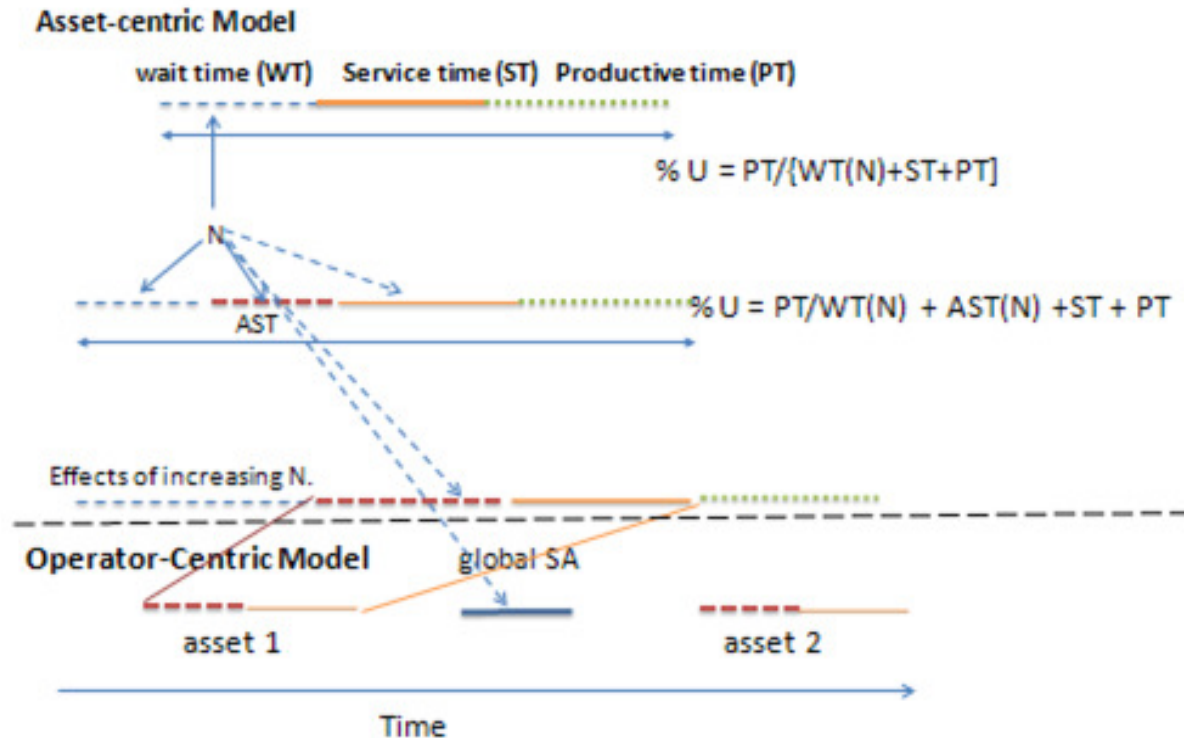 Asset-centric Model
wait time (WT) Service time (ST) Productive time (PT)
% U = PT/{WT(N)+ST+PT]
N
AST
% U = PT/WT(N) + AST(N) +ST + PT
Effects of increasing N.
Operator-Centric Model
global SA
asset 1
asset 2
Time